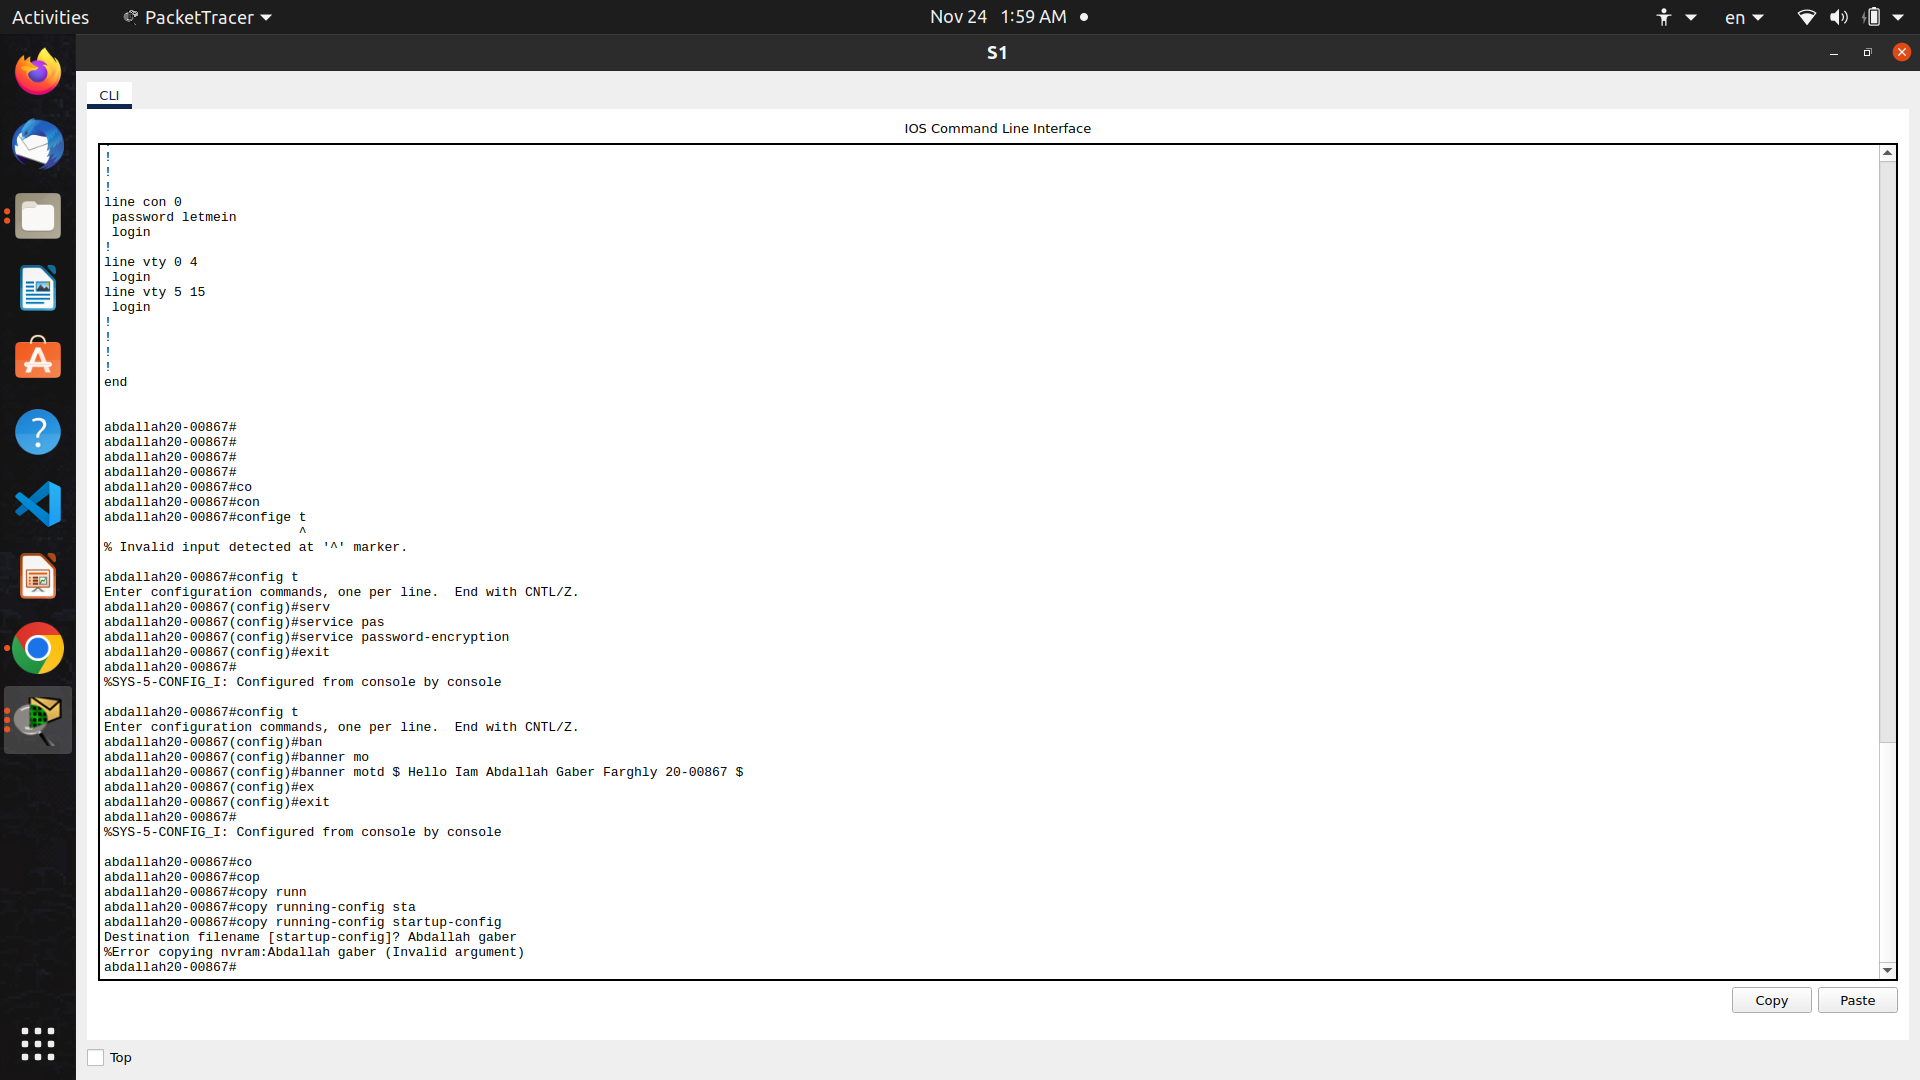 Activities
PacketTracer
Nov 24 1:59 AM
en
S1
CLI
IOS Command Line Interface
!
!
!
line con 0
password letmein
login
!
line vty 0 4
login
line vty 5 15
login
!
!
!
!
end
abdallah20-00867#
abdallah20-00867#
abdallah20-00867#
abdallah20-00867#
abdallah20-00867#co
abdallah20-00867#con
abdallah20-00867#confige t
^
% Invalid input detected at '^' marker.
abdallah20-00867#config t
Enter configuration commands, one per line.  End with CNTL/Z.
abdallah20-00867(config)#serv
abdallah20-00867(config)#service pas
abdallah20-00867(config)#service password-encryption
abdallah20-00867(config)#exit
abdallah20-00867#
%SYS-5-CONFIG_I: Configured from console by console
abdallah20-00867#config t
Enter configuration commands, one per line.  End with CNTL/Z.
abdallah20-00867(config)#ban
abdallah20-00867(config)#banner mo
abdallah20-00867(config)#banner motd $ Hello Iam Abdallah Gaber Farghly 20-00867 $
abdallah20-00867(config)#ex
abdallah20-00867(config)#exit
abdallah20-00867#
%SYS-5-CONFIG_I: Configured from console by console
abdallah20-00867#co
abdallah20-00867#cop
abdallah20-00867#copy runn
abdallah20-00867#copy running-config sta
abdallah20-00867#copy running-config startup-config
Destination filename [startup-config]? Abdallah gaber
%Error copying nvram:Abdallah gaber (Invalid argument)
abdallah20-00867#
Copy
Paste
Top